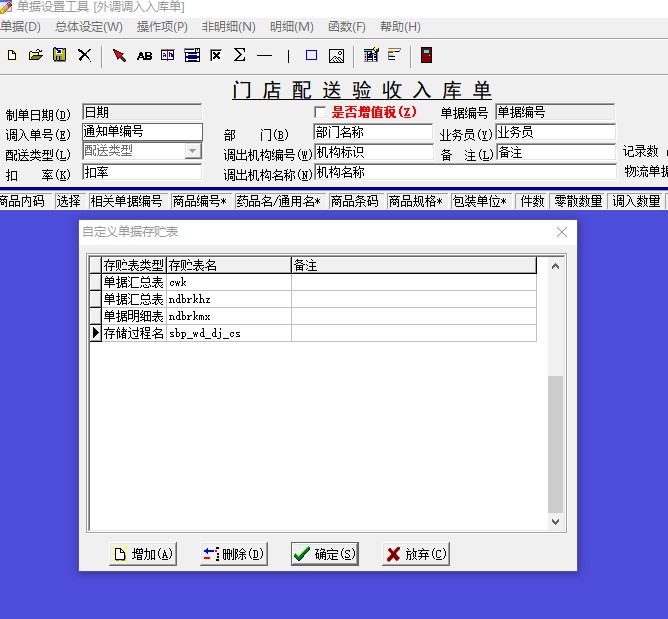 单据设置工具 [外调调入入库单]
单据(D) 总体设定(W) 操作项(P) 非明细(N) 明细(M) 函数(F) 帮助(H)
AB
门店配送验收入库单
制单日期(D) 日期 是否增值税(Z) 单据编号 单据编号
调入单号(R) 通知单编号 部 门(B) 部门名称 业务员(Y) 业务员
配送类型(L) 配送类型 调出机构编号(W) 机构标识 备 注(L) 备注 记录数
扣 率(K) 扣率 调出机构名称(N) 机构名称 物流单据
商品内码 选择 相关单据编号 商品编号* 药品名/通用名* 商品条码 商品规格* 包装单位* 件数 零散数量 调入数量
自定义单据存贮表
存贮表类型 存贮表名 备注
单据汇总表 cwk
单据汇总表 ndbrkhz
单据明细表 ndbrkmx
存储过程名 sbp_wd_dj_cs
增加(A) 删除(D) 确定(S) 放弃(C)